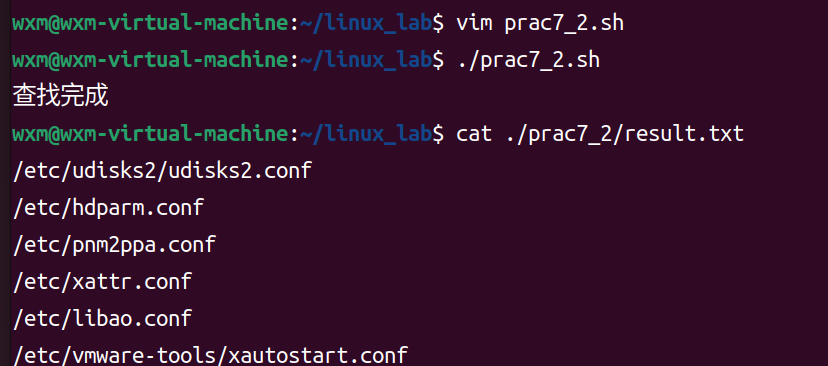 wxm@wxm-virtual-machine:~/linux_lab$ vim prac7_2.sh
wxm@wxm-virtual-machine:~/linux_lab$ ./prac7_2.sh
查找完成
wxm@wxm-virtual-machine:~/linux_lab$ cat ./prac7_2/result.txt
/etc/udisks2/udisks2.conf
/etc/hdparm.conf
/etc/pnm2ppa.conf
/etc/xattr.conf
/etc/libao.conf
/etc/vmware-tools/xautostart.conf